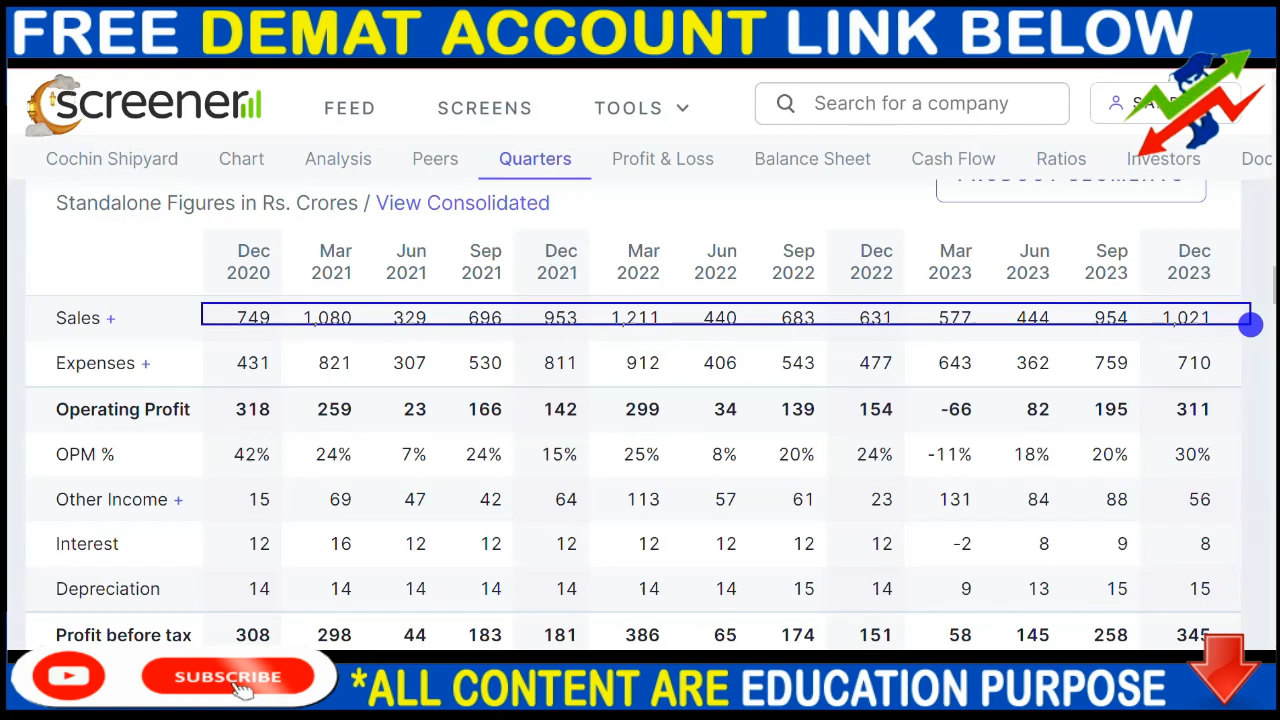 FREE DEMAT ACCOUNT LINK BELOW
screener
FEED SCREENS TOOLS Search for a company
Cochin Shipyard Chart Analysis Peers Quarters Profit & Loss Balance Sheet Cash Flow Ratios Investors
Standalone Figures in Rs. Crores / View Consolidated PRODUCT SEGMENTS
Dec 2020 Mar 2021 Jun 2021 Sep 2021 Dec 2021 Mar 2022 Jun 2022 Sep 2022 Dec 2022 Mar 2023 Jun 2023 Sep 2023 Dec 2023
Sales + 749 1,080 329 696 953 1,211 440 683 631 577 444 954 1,021
Expenses + 431 821 307 530 811 912 406 543 477 643 362 759 710
Operating Profit 318 259 23 166 142 299 34 139 154 -66 82 195 311
OPM % 42% 24% 7% 24% 15% 25% 8% 20% 24% -11% 18% 20% 30%
Other Income + 15 69 47 42 64 113 57 61 23 131 84 88 56
Interest 12 16 12 12 12 12 12 12 12 -2 8 9 8
Depreciation 14 14 14 14 14 14 14 15 14 9 13 15 15
Profit before tax 308 298 44 183 181 386 65 174 151 58 145 258 345
SUBSCRIBE
*ALL CONTENT ARE EDUCATION PURPOSE